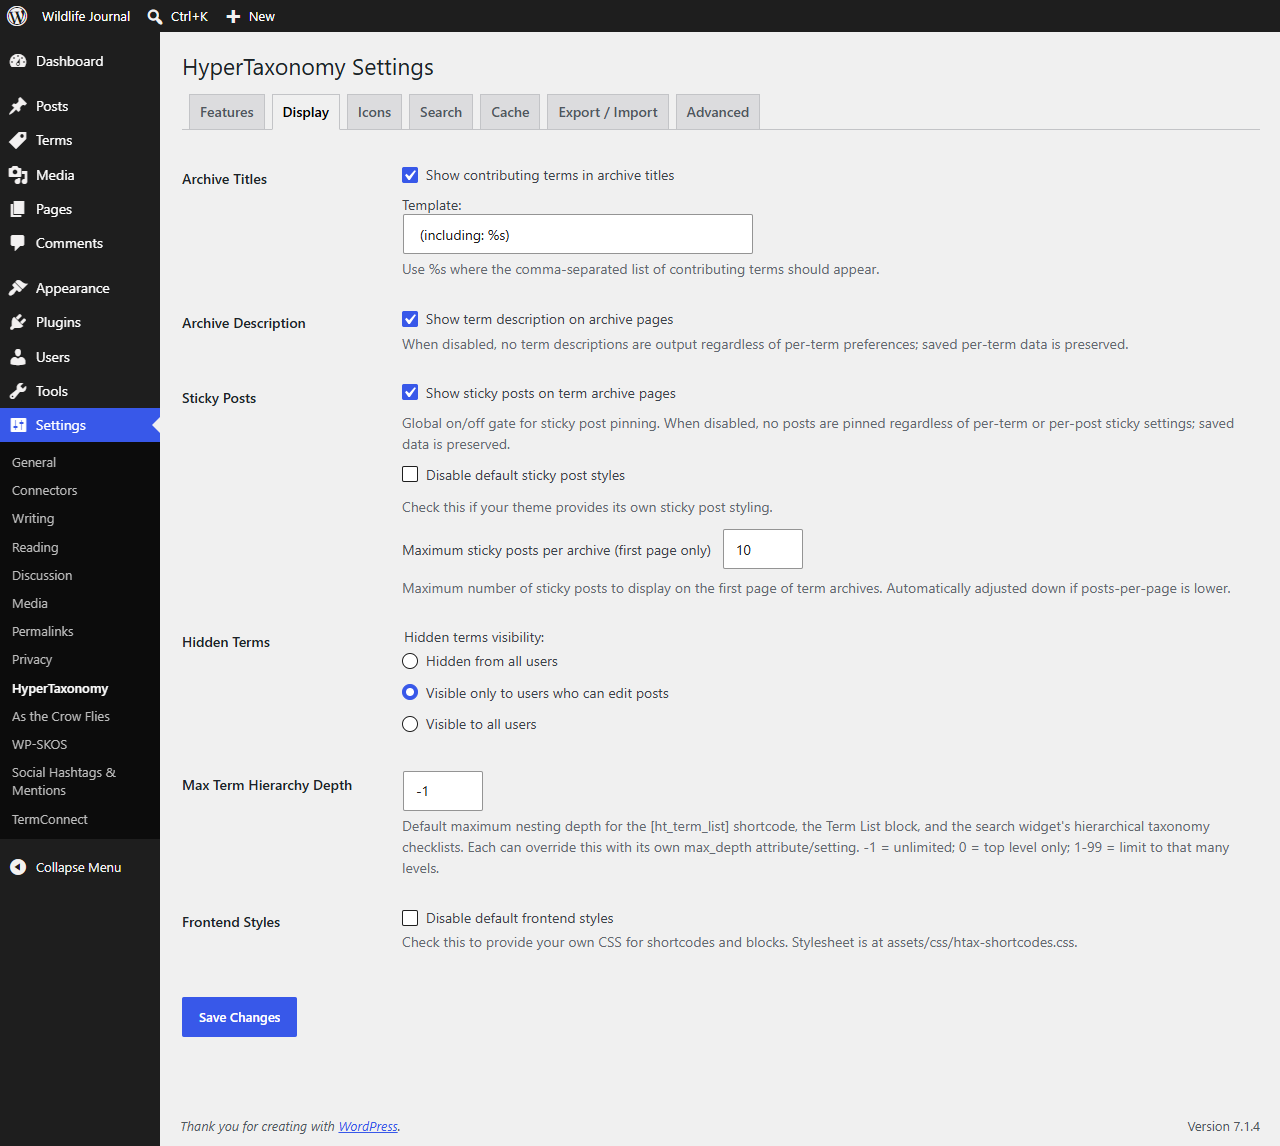 Wildlife Journal
Ctrl+K
New
Dashboard
Posts
Terms
Media
Pages
Comments
Appearance
Plugins
Users
Tools
Settings
General
Connectors
Writing
Reading
Discussion
Media
Permalinks
Privacy
HyperTaxonomy
As the Crow Flies
WP-SKOS
Social Hashtags &
Mentions
TermConnect
Collapse Menu
HyperTaxonomy Settings
Features
Display
Icons
Search
Cache
Export / Import
Advanced
Archive Titles
Show contributing terms in archive titles
Template:
(including: %s)
Use %s where the comma-separated list of contributing terms should appear.
Archive Description
Show term description on archive pages
When disabled, no term descriptions are output regardless of per-term preferences; saved per-term data is preserved.
Sticky Posts
Show sticky posts on term archive pages
Global on/off gate for sticky post pinning. When disabled, no posts are pinned regardless of per-term or per-post sticky settings; saved
data is preserved.
Disable default sticky post styles
Check this if your theme provides its own sticky post styling.
Maximum sticky posts per archive (first page only)
10
Maximum number of sticky posts to display on the first page of term archives. Automatically adjusted down if posts-per-page is lower.
Hidden Terms
Hidden terms visibility:
Hidden from all users
Visible only to users who can edit posts
Visible to all users
Max Term Hierarchy Depth
-1
Default maximum nesting depth for the [ht_term_list] shortcode, the Term List block, and the search widget's hierarchical taxonomy
checklists. Each can override this with its own max_depth attribute/setting. -1 = unlimited; 0 = top level only; 1-99 = limit to that many
levels.
Frontend Styles
Disable default frontend styles
Check this to provide your own CSS for shortcodes and blocks. Stylesheet is at assets/css/htax-shortcodes.css.
Save Changes
Thank you for creating with WordPress.
Version 7.1.4